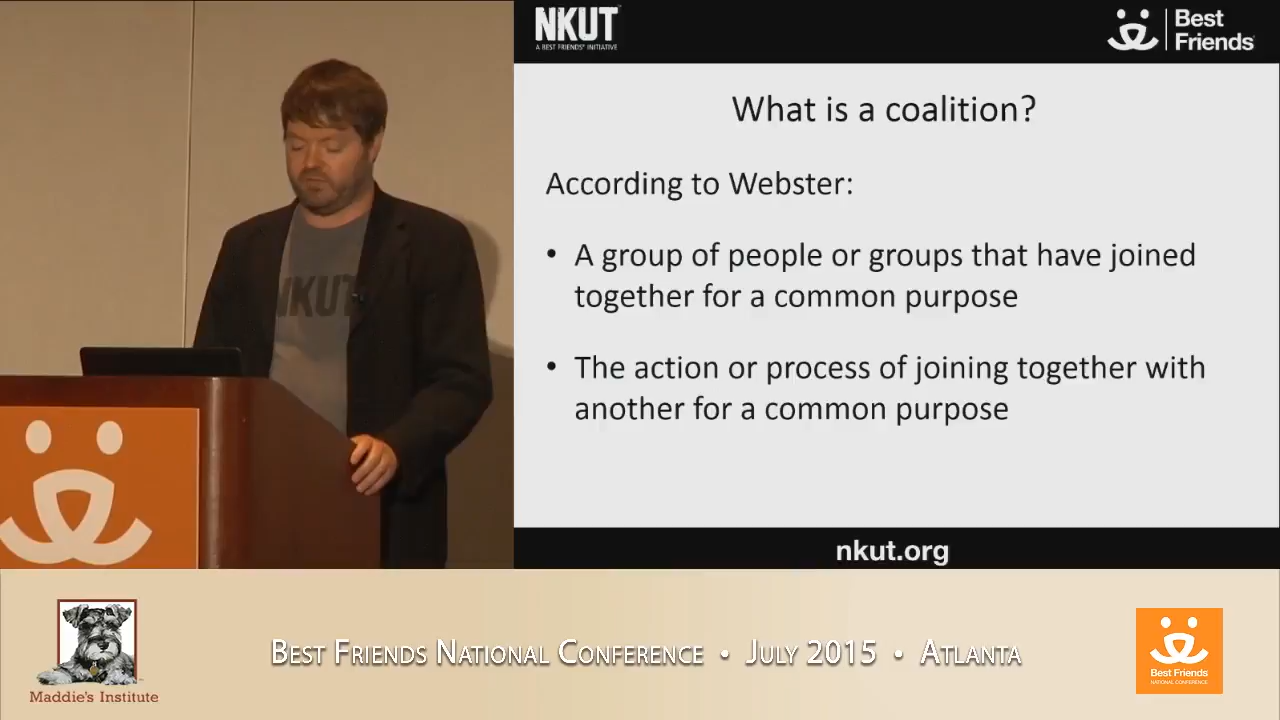 NKUT
A BEST FRIENDS® INITIATIVE
Best
Friends
What is a coalition?
According to Webster:
• A group of people or groups that have joined
together for a common purpose
• The action or process of joining together with
another for a common purpose
nkut.org
NKUT
Maddie's Institute
BEST FRIENDS NATIONAL CONFERENCE • JULY 2015 • ATLANTA
Best Friends
NATIONAL CONFERENCE